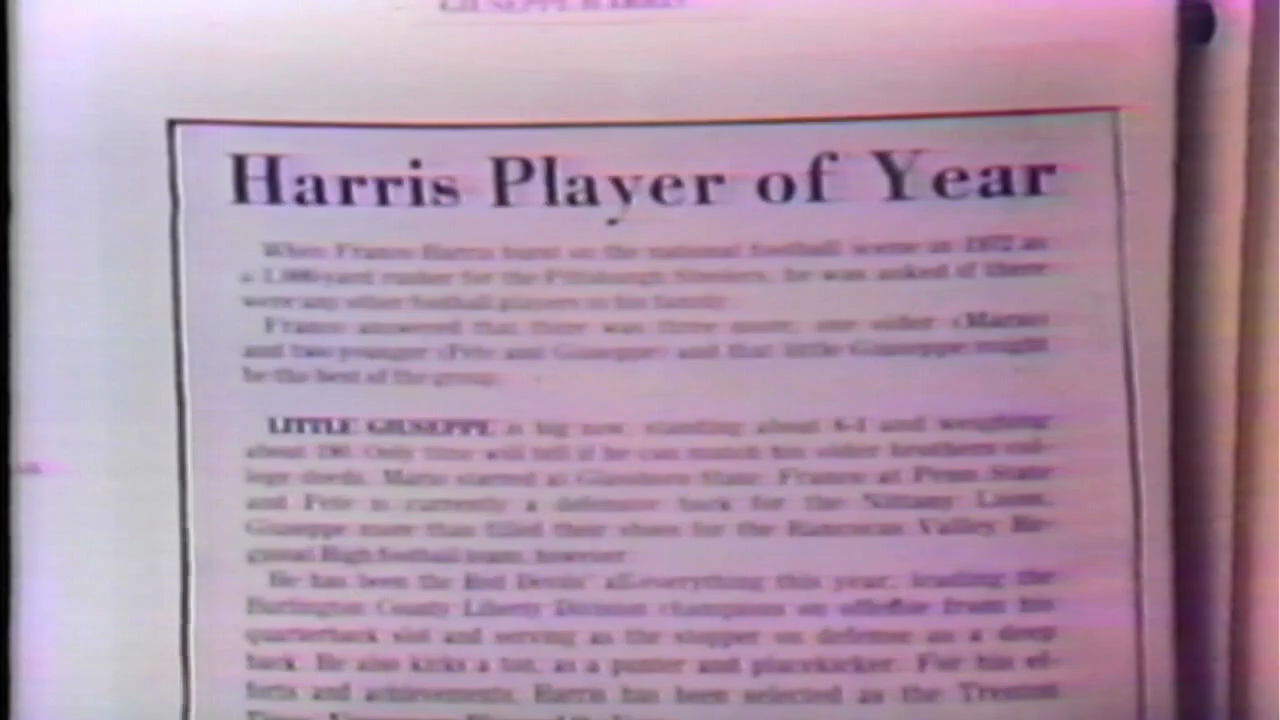 GIUSEPPE HARRIS
Harris Player of Year
When Franco Harris burst on the national football scene in 1972 as
a 1,000-yard rusher for the Pittsburgh Steelers, he was asked if there
were any other football players in his family.
Franco answered that there was three more, one older (Mario)
and two younger (Pete and Giuseppe) and that little Giuseppe might
be the best of the group.
LITTLE GIUSEPPE is big now, standing about 6-1 and weighing
about 190. Only time will tell if he can match his older brothers col-
lege deeds. Mario starred at Glassboro State, Franco at Penn State
and Pete is currently a defensive back for the Nittany Lions.
Giuseppe more than filled their shoes for the Rancocas Valley Re-
gional High football team, however.
He has been the Red Devils' all-everything this year, leading the
Burlington County Liberty Division champions on offense from his
quarterback slot and serving as the stopper on defense as a deep
back. He also kicks a lot, as a punter and placekicker. For his ef-
forts and achievements, Harris has been selected as the Trenton